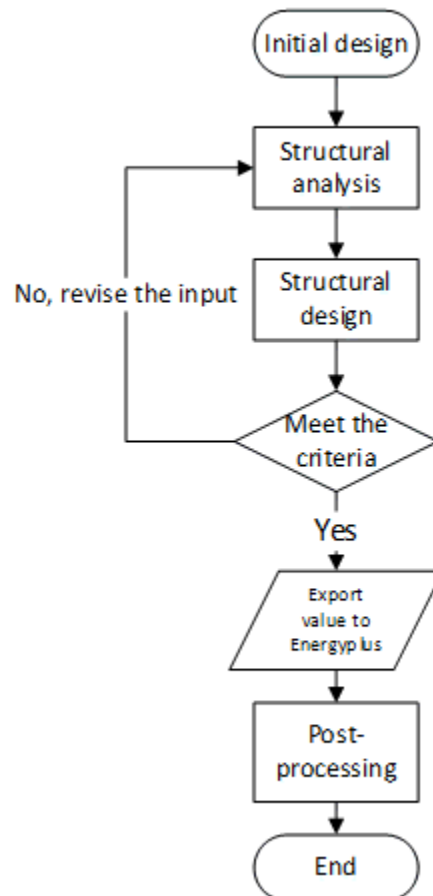 Initial design
Structural
analysis
No, revise the input
Structural
design
Meet the
criteria
Yes
Export
value to
Energyplus
Post-
processing
End